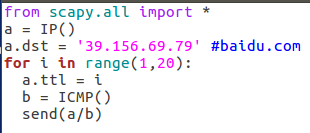 from scapy.all import *
a = IP()
a.dst = '39.156.69.79' #baidu.com
for i in range(1,20):
  a.ttl = i
  b = ICMP()
  send(a/b)